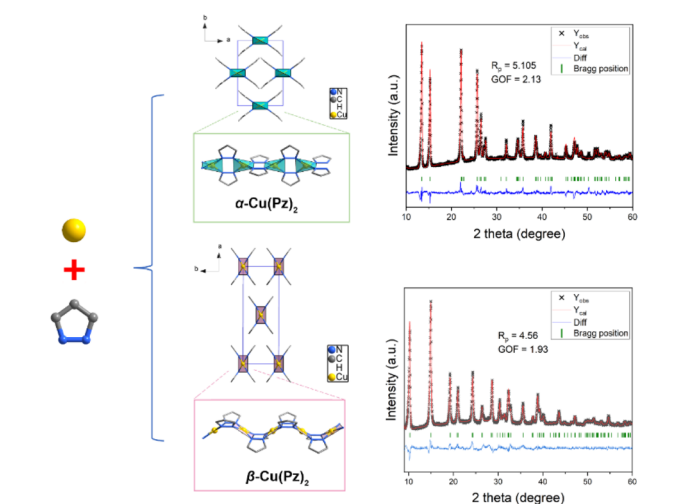 b
a
N
C
H
Cu
α-Cu(Pz)2
Yobs
Ycal
Diff
Bragg position
Rp = 5.105
GOF = 2.13
Intensity (a.u.)
10 20 30 40 50 60
2 theta (degree)
+
a
b
N
C
H
Cu
β-Cu(Pz)2
Yobs
Ycal
Diff
Bragg position
Rp = 4.56
GOF = 1.93
Intensity (a.u.)
10 20 30 40 50 60
2 theta (degree)